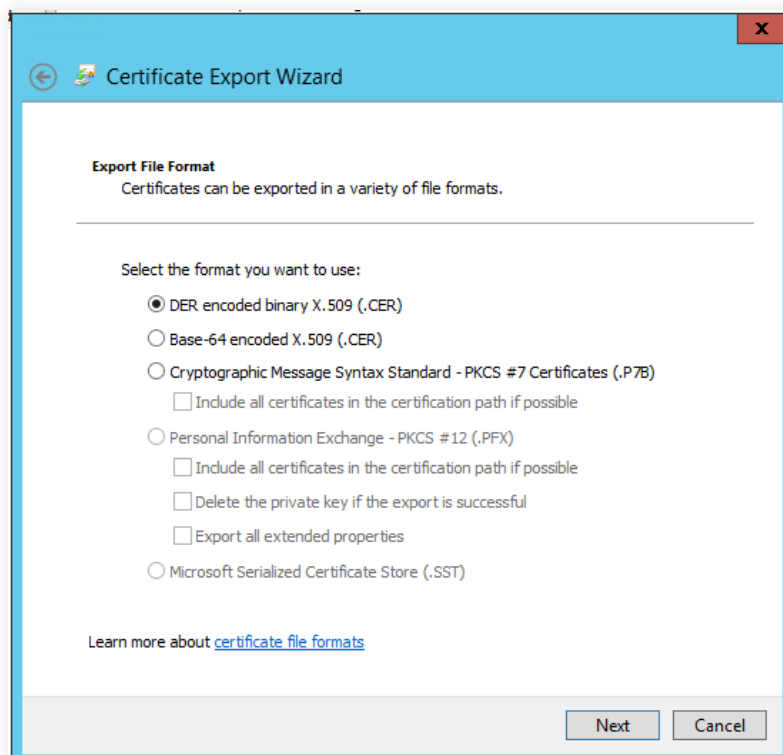 x
Certificate Export Wizard
Export File Format
Certificates can be exported in a variety of file formats.
Select the format you want to use:
DER encoded binary X.509 (.CER)
Base-64 encoded X.509 (.CER)
Cryptographic Message Syntax Standard - PKCS #7 Certificates (.P7B)
Include all certificates in the certification path if possible
Personal Information Exchange - PKCS #12 (.PFX)
Include all certificates in the certification path if possible
Delete the private key if the export is successful
Export all extended properties
Microsoft Serialized Certificate Store (.SST)
Learn more about certificate file formats
Next Cancel